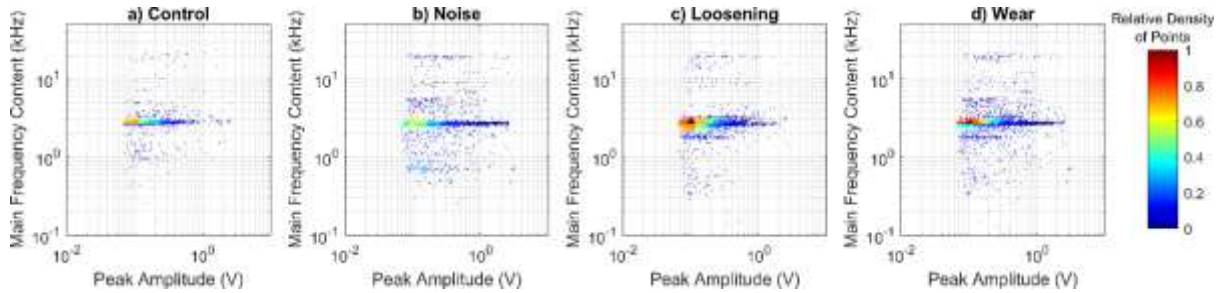 a) Control
b) Noise
c) Loosening
d) Wear
Relative Density
of Points
Main Frequency Content (kHz)
10^1
10^0
10^-1
10^-2
10^0
Peak Amplitude (V)
Main Frequency Content (kHz)
10^1
10^0
10^-1
10^-2
10^0
Peak Amplitude (V)
Main Frequency Content (kHz)
10^1
10^0
10^-1
10^-2
10^0
Peak Amplitude (V)
Main Frequency Content (kHz)
10^1
10^0
10^-1
10^-2
10^0
Peak Amplitude (V)
1
0.8
0.6
0.4
0.2
0